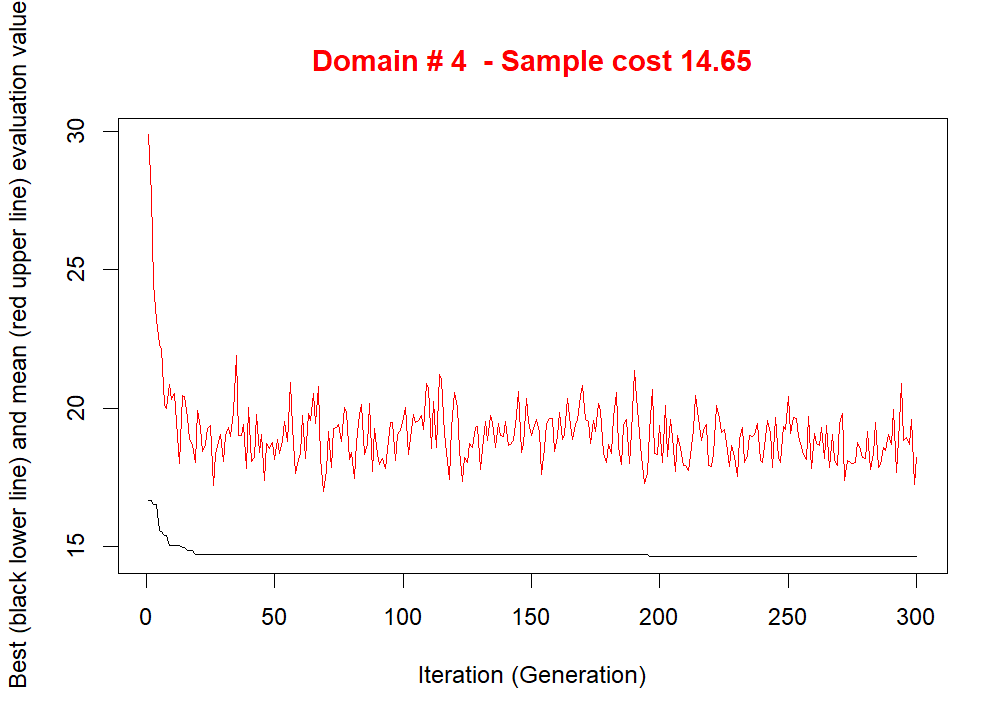 Domain # 4  - Sample cost 14.65
Best (black lower line) and mean (red upper line) evaluation value
30
25
20
15
0 50 100 150 200 250 300
Iteration (Generation)